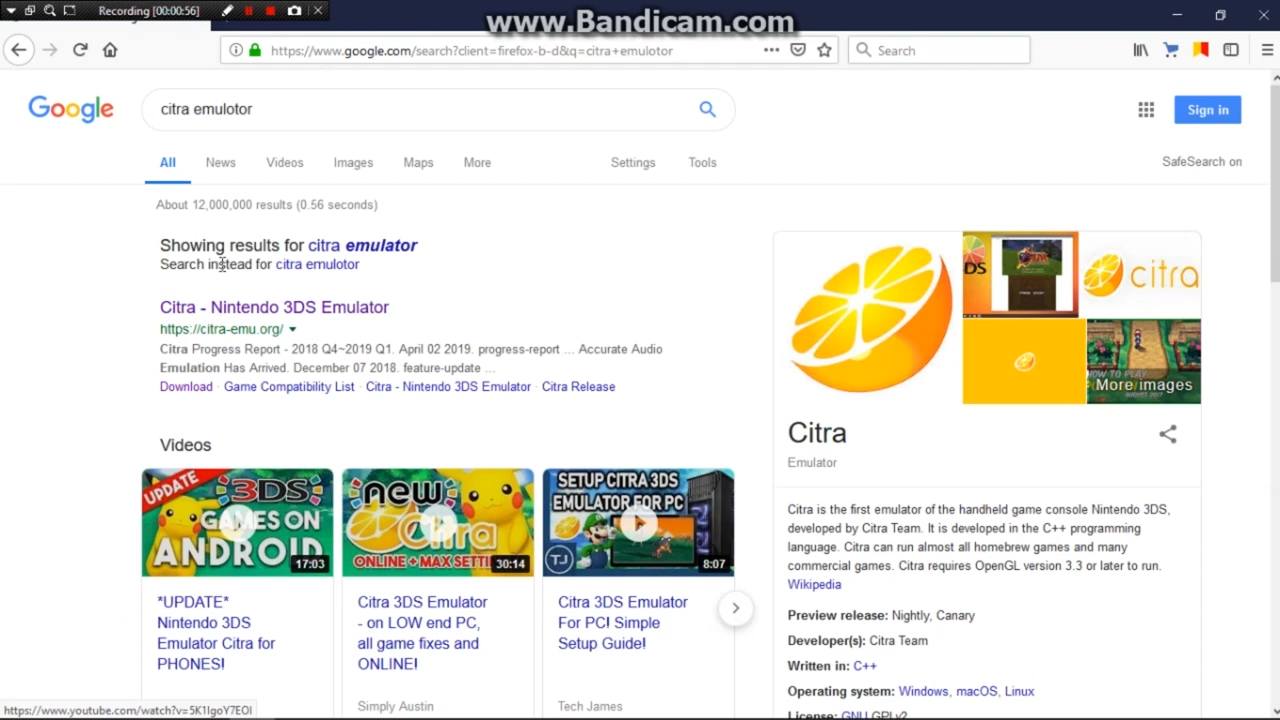 Recording [00:00:56]
www.Bandicam.com
https://www.google.com/search?client=firefox-b-d&q=citra+emulotor
Search
Google
citra emulotor
Sign in
All
News
Videos
Images
Maps
More
Settings
Tools
SafeSearch on
About 12,000,000 results (0.56 seconds)
Showing results for citra emulator
Search instead for citra emulotor
Citra - Nintendo 3DS Emulator
https://citra-emu.org/
Citra Progress Report - 2018 Q4~2019 Q1. April 02 2019. progress-report ... Accurate Audio
Emulation Has Arrived. December 07 2018. feature-update ...
Download · Game Compatibility List · Citra - Nintendo 3DS Emulator · Citra Release
Videos
UPDATE
3DS
GAMES ON
ANDROID
17:03
new
Citra
ONLINE + MAX SETTI
30:14
SETUP CITRA 3DS
EMULATOR FOR PC
TJ
8:07
*UPDATE*
Nintendo 3DS
Emulator Citra for
PHONES!
Citra 3DS Emulator
- on LOW end PC,
all game fixes and
ONLINE!
Simply Austin
Citra 3DS Emulator
For PC! Simple
Setup Guide!
Tech James
DS
citra
HOW TO PLAY
More images
AUGUST 2017
Citra
Emulator
Citra is the first emulator of the handheld game console Nintendo 3DS,
developed by Citra Team. It is developed in the C++ programming
language. Citra can run almost all homebrew games and many
commercial games. Citra requires OpenGL version 3.3 or later to run.
Wikipedia
Preview release: Nightly, Canary
Developer(s): Citra Team
Written in: C++
Operating system: Windows, macOS, Linux
License: GNU GPLv2